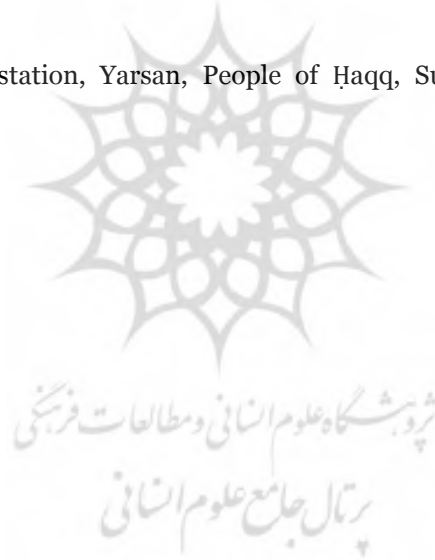 station, Yarsan, People of Ḥaqq, Su
پژوهشگاه علوم انسانی و مطالعات فرهنگی
پرتال جامع علوم انسانی